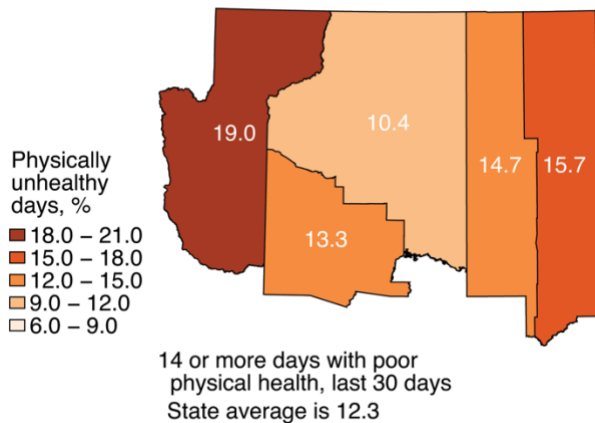 19.0
10.4
14.7
15.7
13.3
Physically
unhealthy
days, %
18.0 – 21.0
15.0 – 18.0
12.0 – 15.0
9.0 – 12.0
6.0 – 9.0
14 or more days with poor
physical health, last 30 days
State average is 12.3